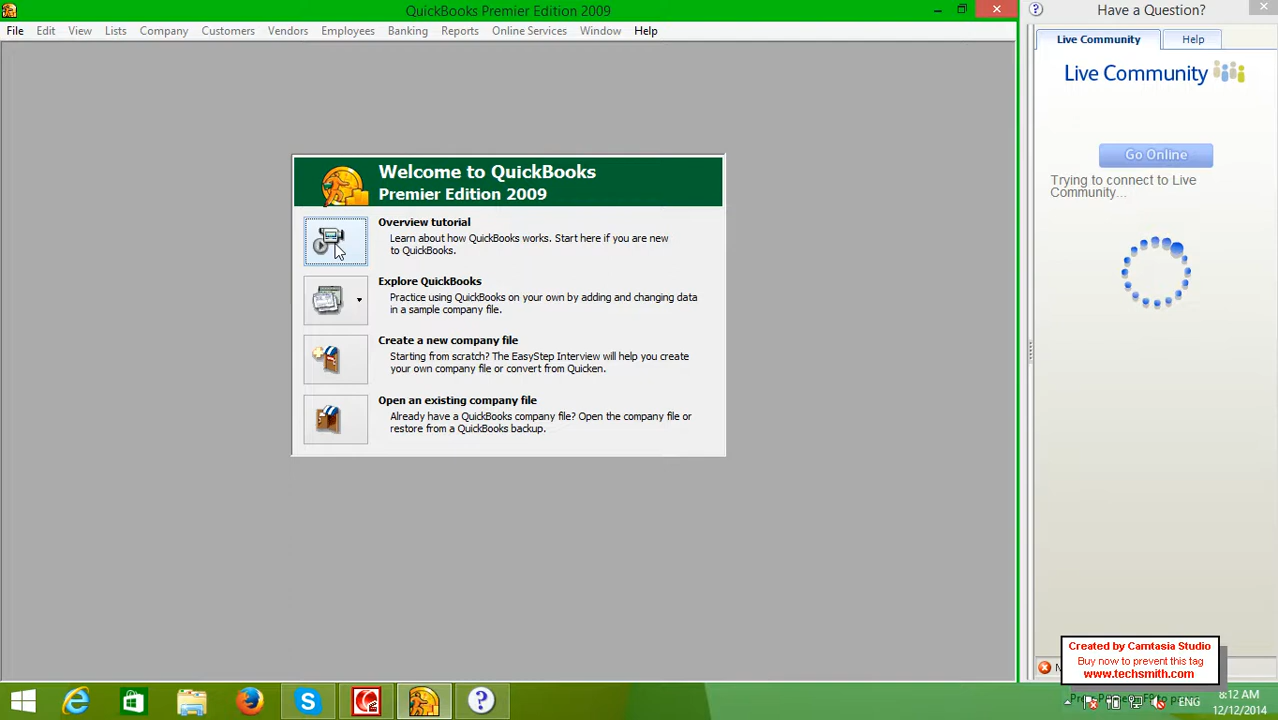 QuickBooks Premier Edition 2009
File Edit View Lists Company Customers Vendors Employees Banking Reports Online Services Window Help
Welcome to QuickBooks
Premier Edition 2009
Overview tutorial
Learn about how QuickBooks works. Start here if you are new
to QuickBooks.
Explore QuickBooks
Practice using QuickBooks on your own by adding and changing data
in a sample company file.
Create a new company file
Starting from scratch? The EasyStep Interview will help you create
your own company file or convert from Quicken.
Open an existing company file
Already have a QuickBooks company file? Open the company file or
restore from a QuickBooks backup.
Have a Question?
Live Community Help
Live Community
Go Online
Trying to connect to Live
Community...
Created by Camtasia Studio
Buy now to prevent this tag
www.techsmith.com
ENG
8:12 AM
12/12/2014